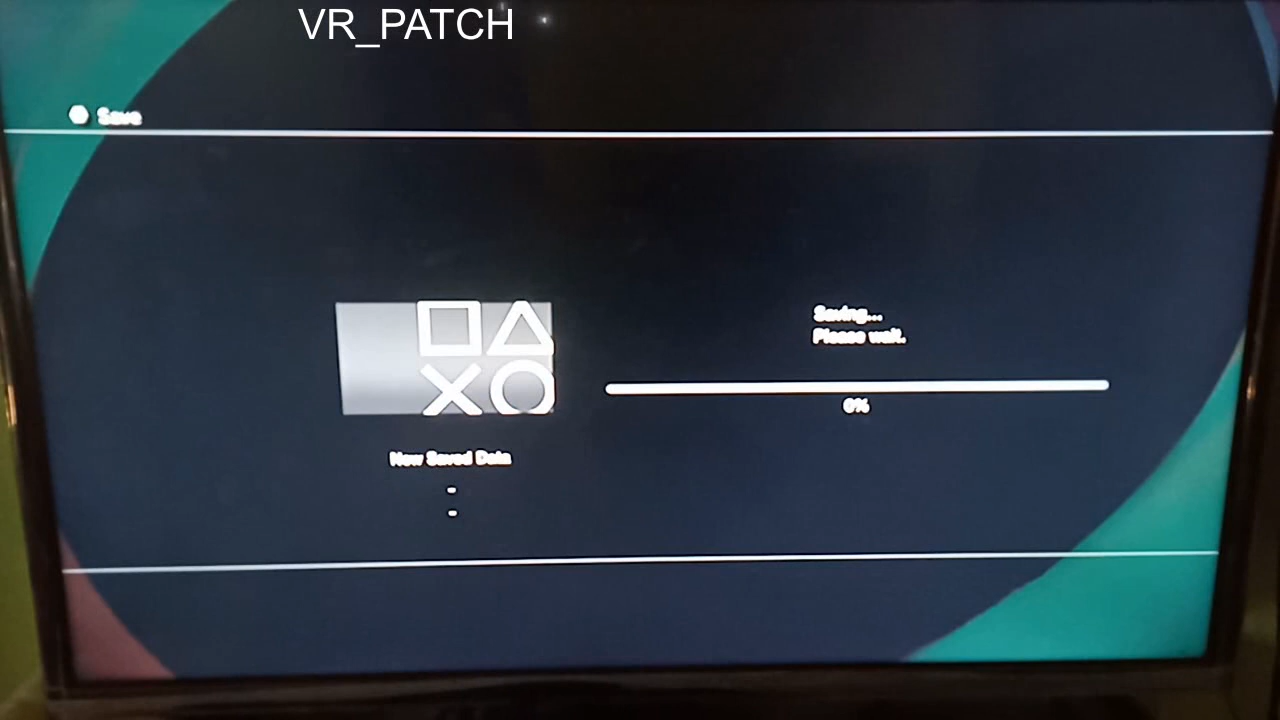 VR_PATCH
Save
Saving...
Please wait.
0%
New Saved Data
-
-